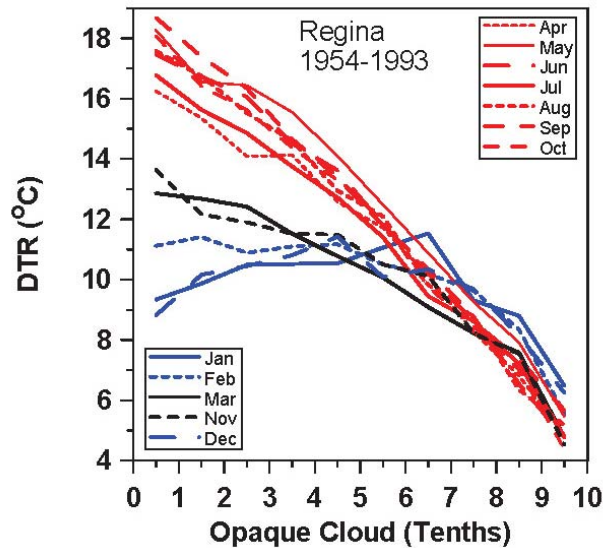 Regina
1954-1993
Apr
May
Jun
Jul
Aug
Sep
Oct
18
16
14
12
10
8
6
4
DTR (°C)
Jan
Feb
Mar
Nov
Dec
0 1 2 3 4 5 6 7 8 9 10
Opaque Cloud (Tenths)